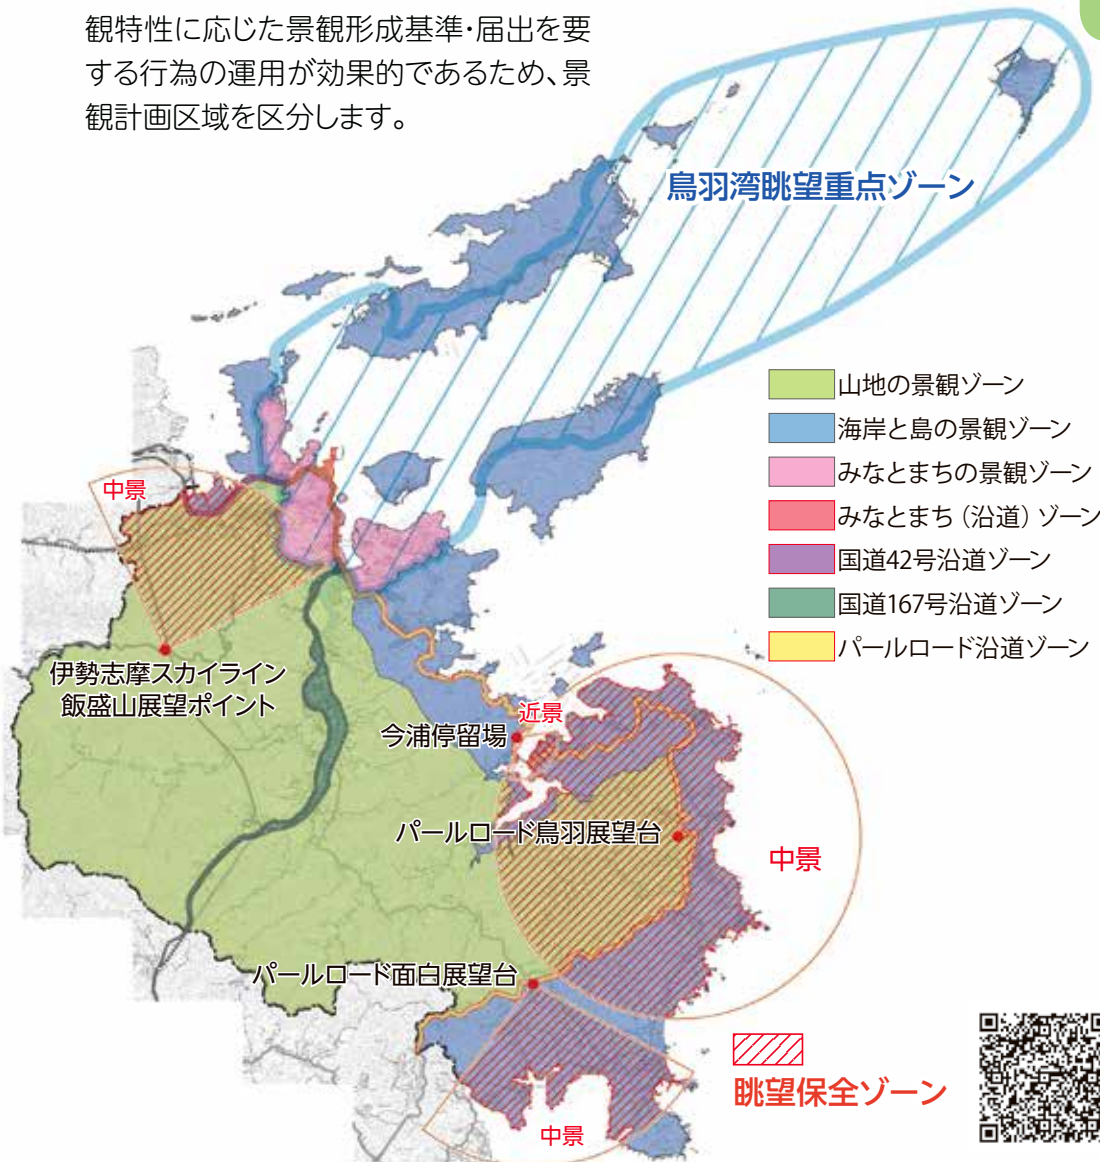 観特性に応じた景観形成基準・届出を要
する行為の運用が効果的であるため、景
観計画区域を区分します。
鳥羽湾眺望重点ゾーン
山地の景観ゾーン
海岸と島の景観ゾーン
みなとまちの景観ゾーン
みなとまち（沿道）ゾーン
国道42号沿道ゾーン
国道167号沿道ゾーン
パールロード沿道ゾーン
中景
伊勢志摩スカイライン
飯盛山展望ポイント
近景
今浦停留場
パールロード鳥羽展望台
中景
パールロード面白展望台
眺望保全ゾーン
中景